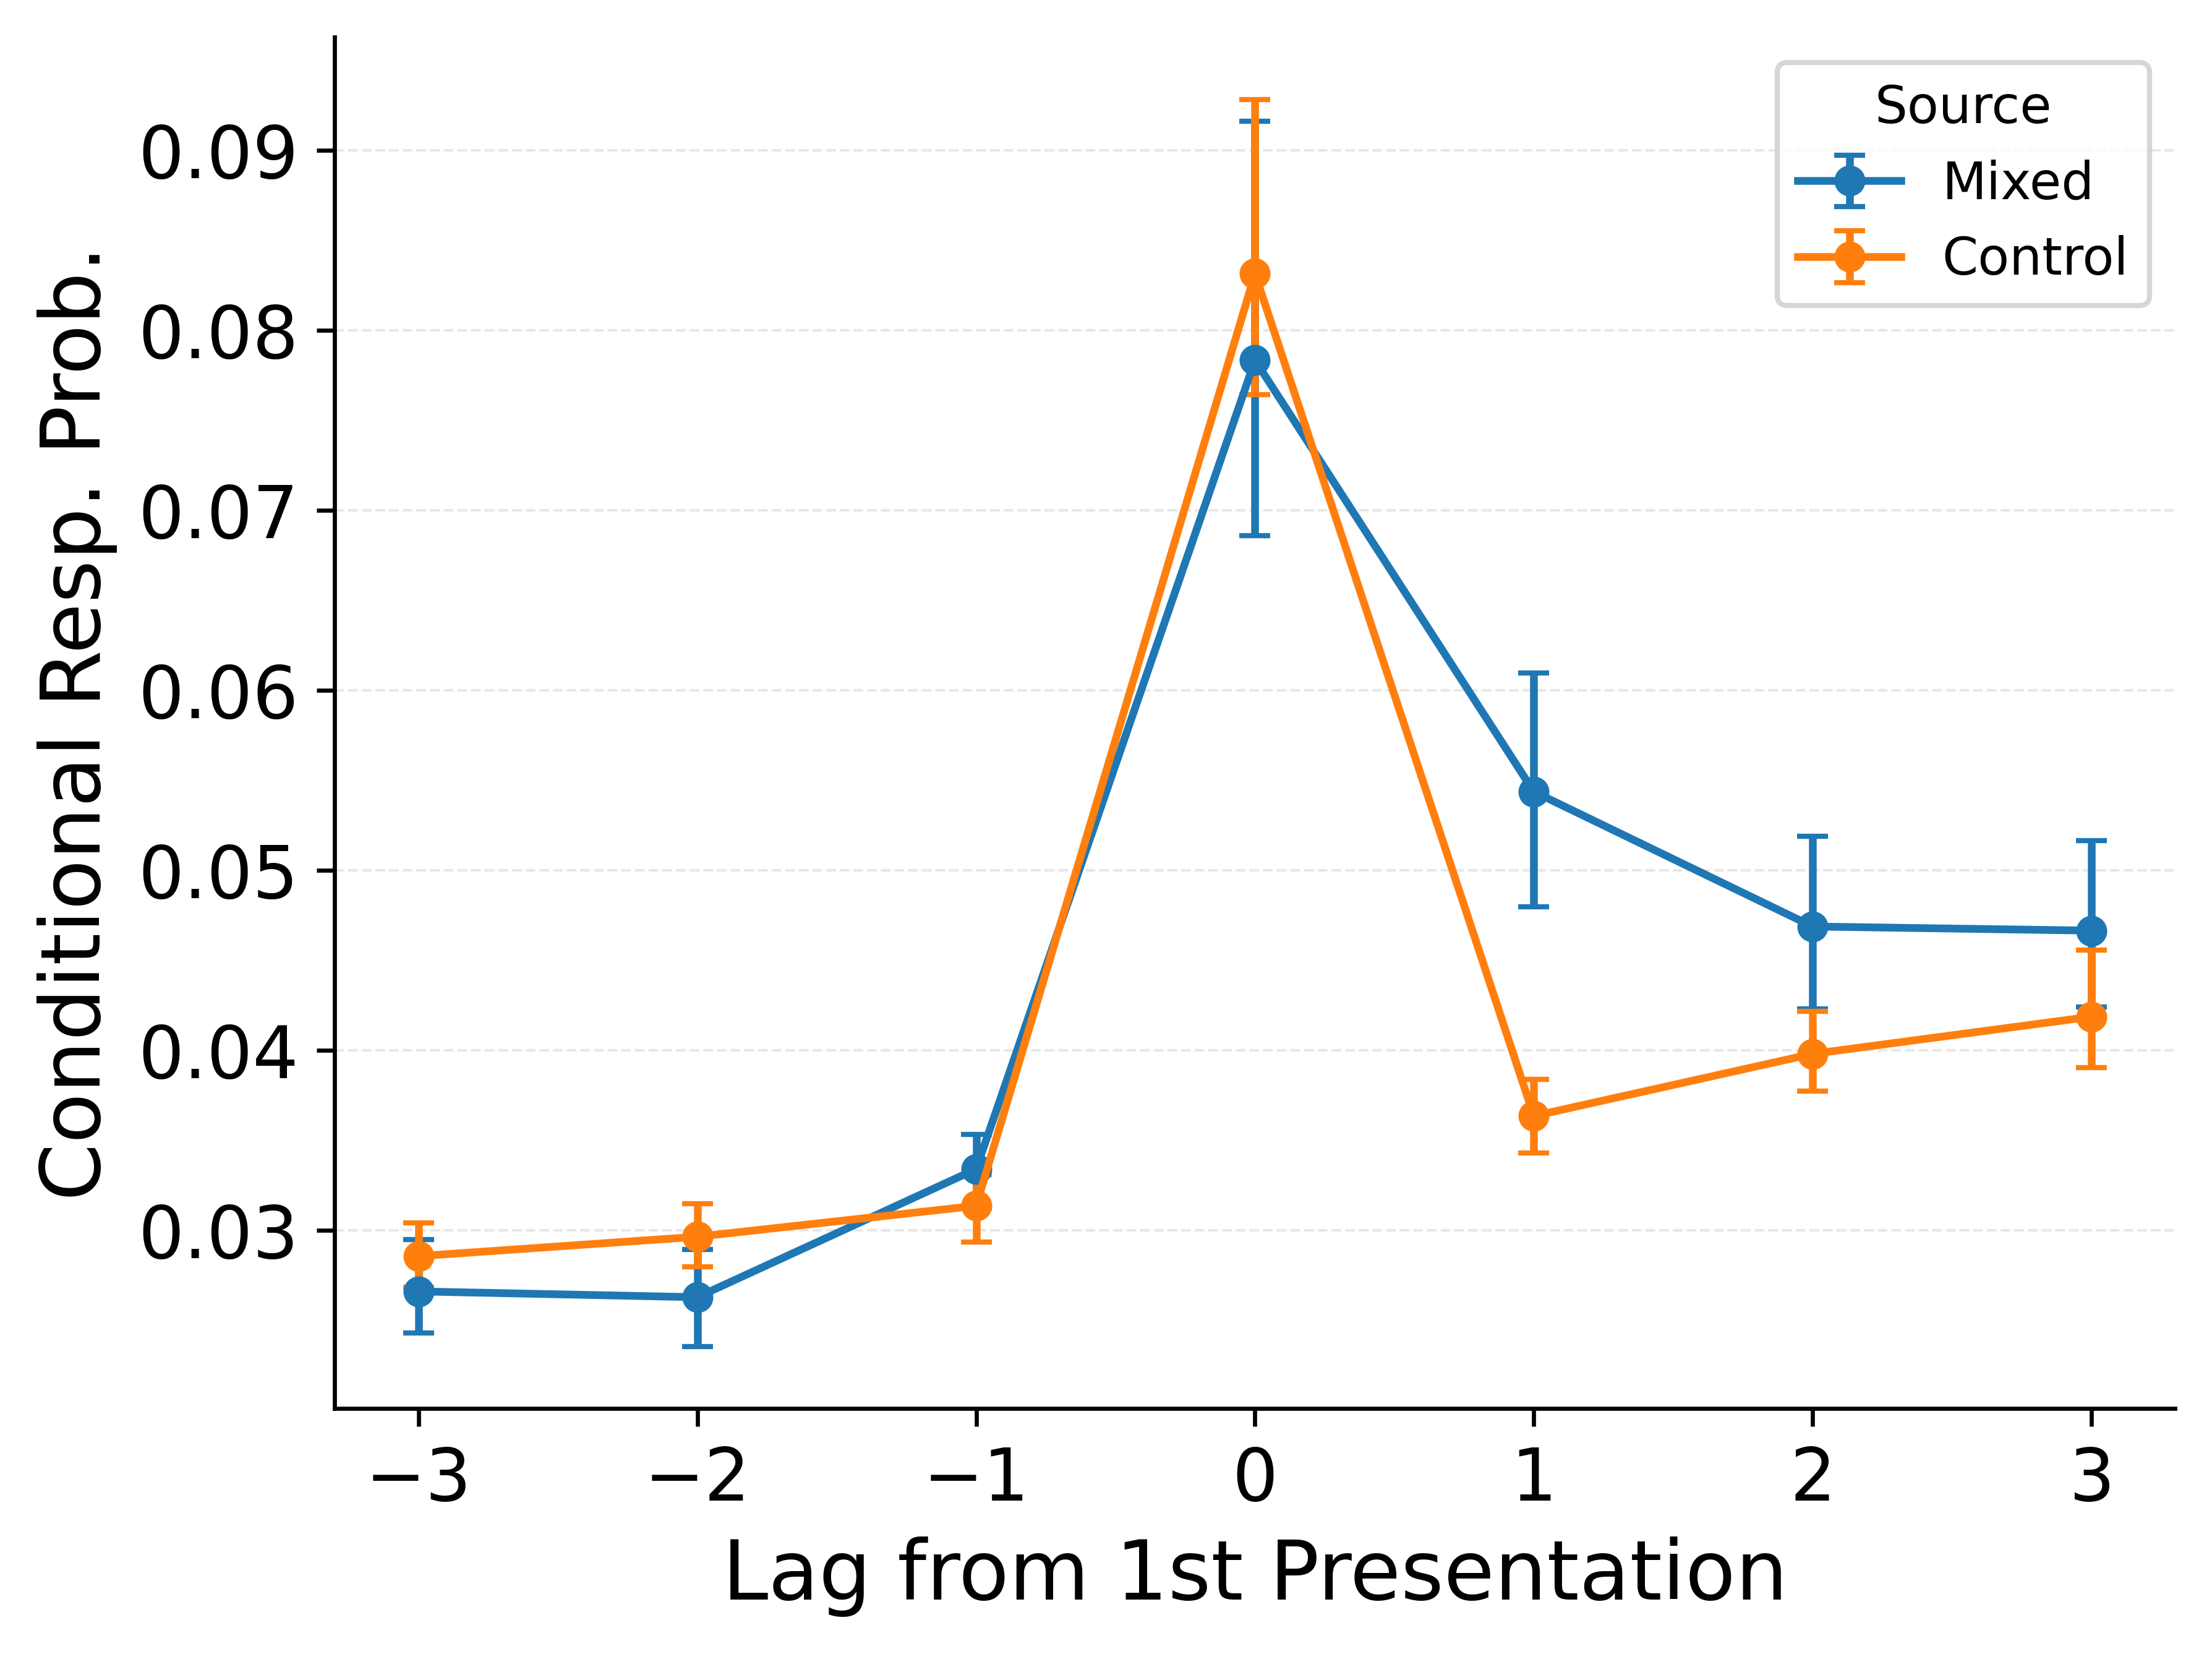 Source
Mixed
Control
Conditional Resp. Prob.
0.09
0.08
0.07
0.06
0.05
0.04
0.03
−3 −2 −1 0 1 2 3
Lag from 1st Presentation